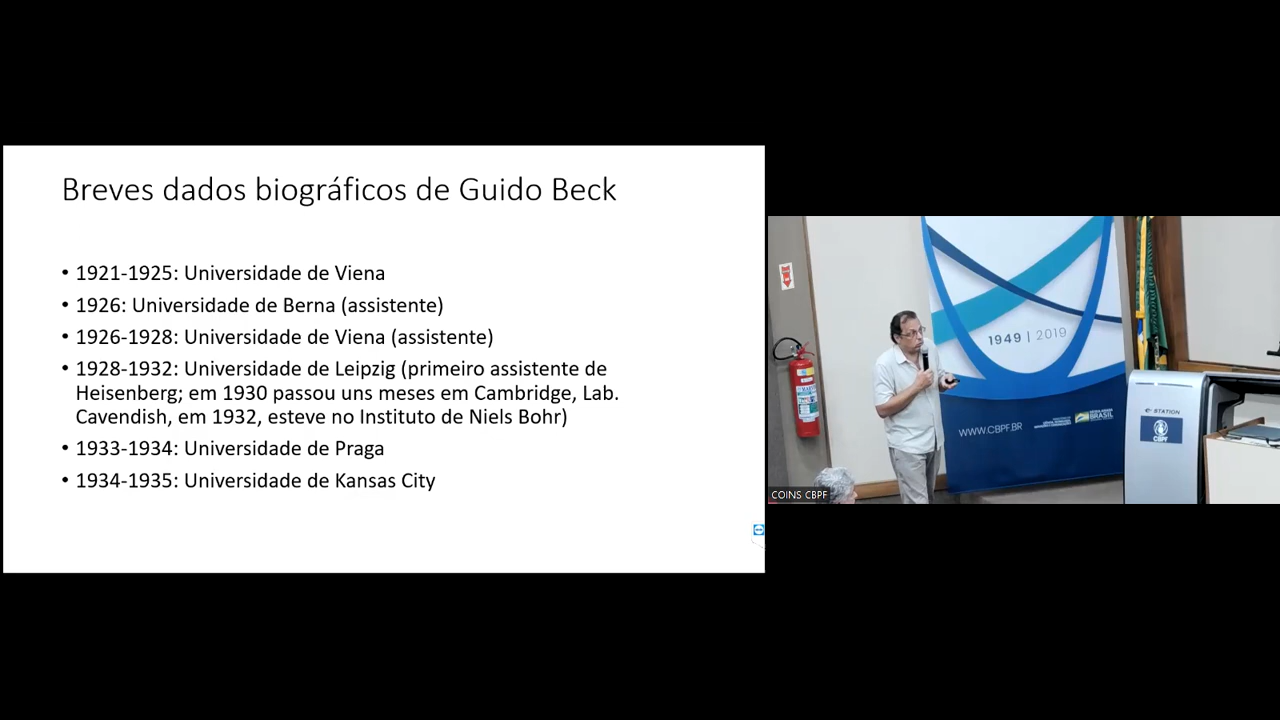 Breves dados biográficos de Guido Beck
• 1921-1925: Universidade de Viena
• 1926: Universidade de Berna (assistente)
• 1926-1928: Universidade de Viena (assistente)
• 1928-1932: Universidade de Leipzig (primeiro assistente de
Heisenberg; em 1930 passou uns meses em Cambridge, Lab.
Cavendish, em 1932, esteve no Instituto de Niels Bohr)
• 1933-1934: Universidade de Praga
• 1934-1935: Universidade de Kansas City
1949 | 2019
WWW.CBPF.BR
BRASIL
e-STATION
CBPF
COINS CBPF